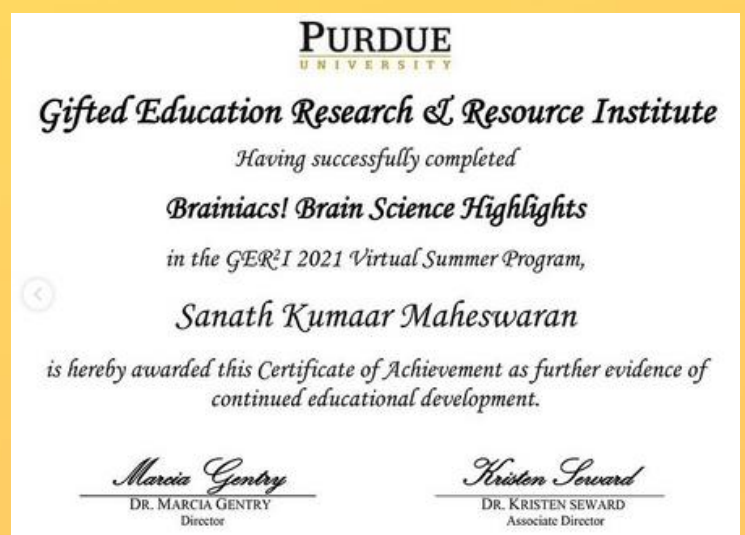 PURDUE
UNIVERSITY
Gifted Education Research & Resource Institute
Having successfully completed
Brainiacs! Brain Science Highlights
in the GER²I 2021 Virtual Summer Program,
Sanath Kumaar Maheswaran
is hereby awarded this Certificate of Achievement as further evidence of
continued educational development.
Marcia Gentry
Kristen Seward
DR. MARCIA GENTRY
DR. KRISTEN SEWARD
Director
Associate Director